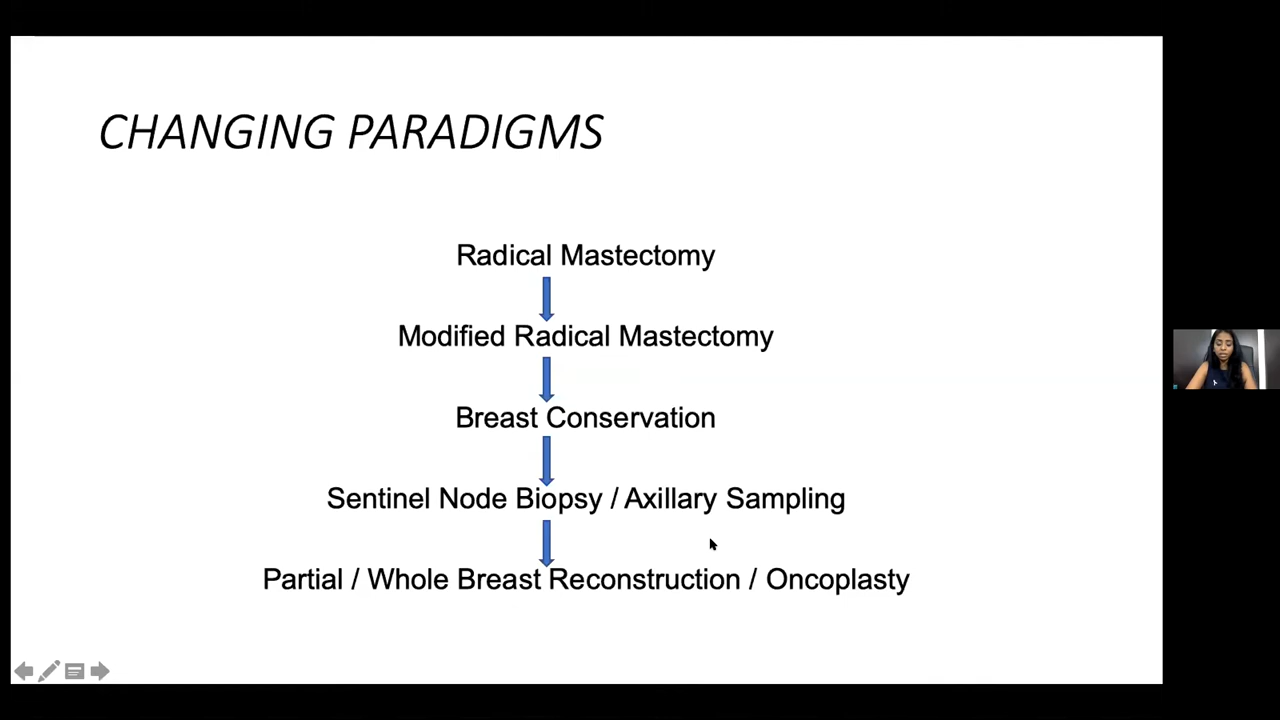 CHANGING PARADIGMS
Radical Mastectomy
Modified Radical Mastectomy
Breast Conservation
Sentinel Node Biopsy / Axillary Sampling
Partial / Whole Breast Reconstruction / Oncoplasty